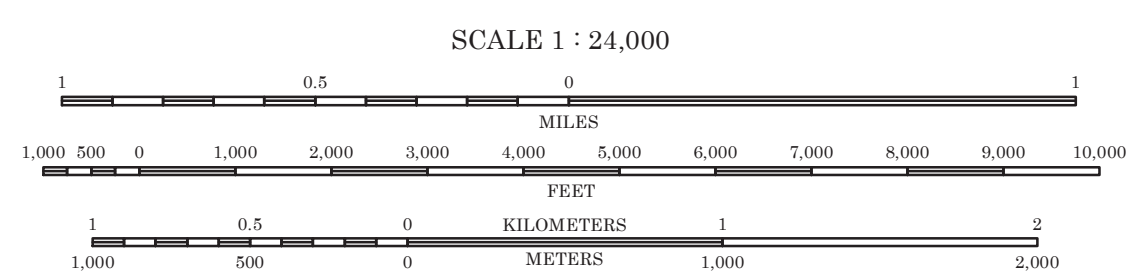 SCALE 1 : 24,000
1 0.5 0 1
MILES
1,000 500 0 1,000 2,000 3,000 4,000 5,000 6,000 7,000 8,000 9,000 10,000
FEET
1 0.5 0 KILOMETERS 1 2
1,000 500 0 METERS 1,000 2,000